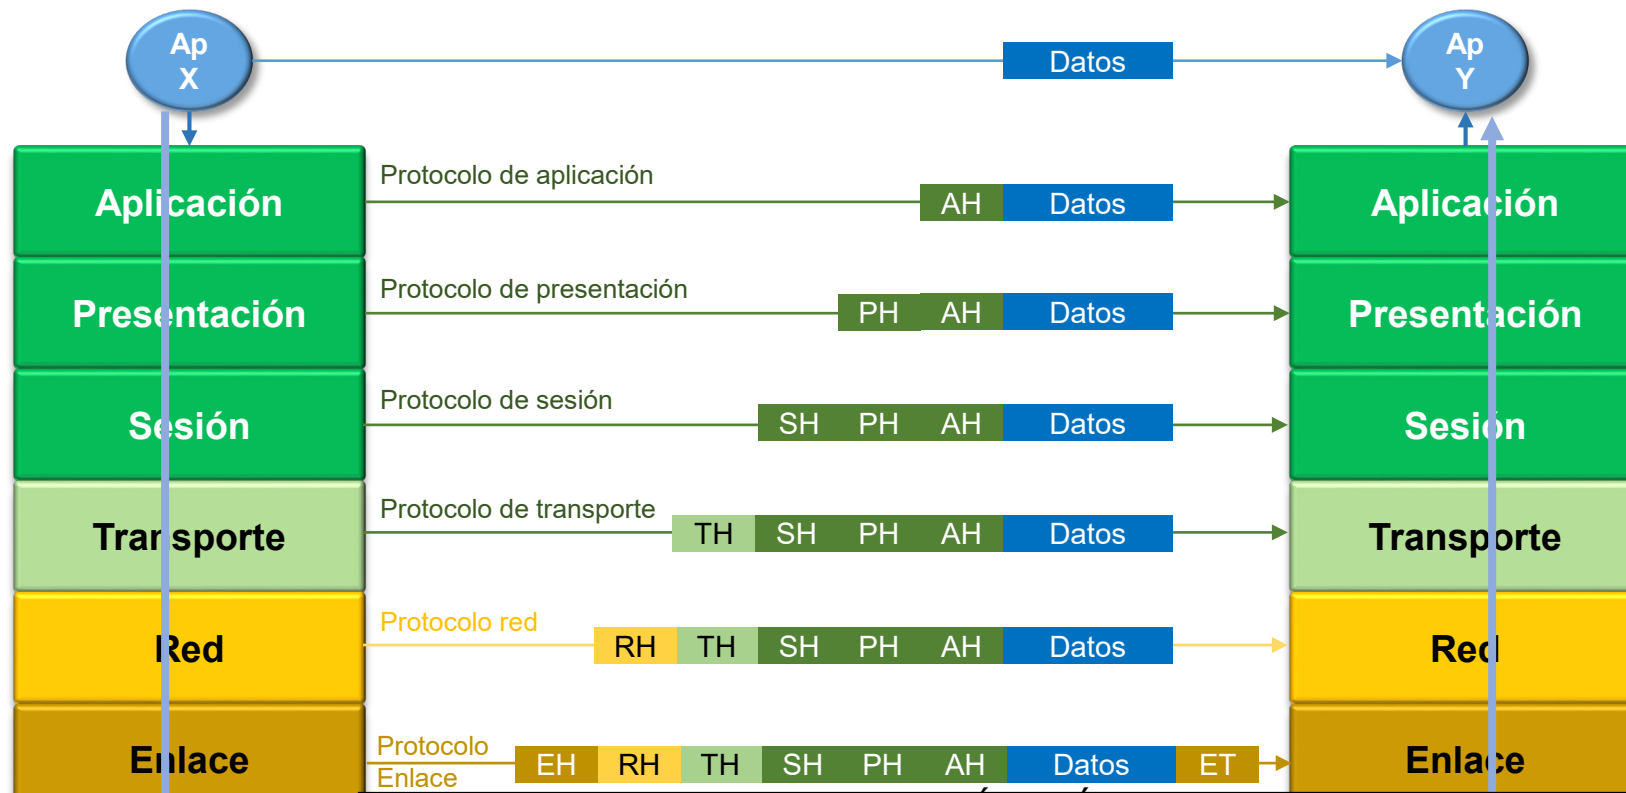 Ap
X
Datos
Ap
Y
Aplicación
Protocolo de aplicación
AH Datos
Aplicación
Presentación
Protocolo de presentación
PH AH Datos
Presentación
Sesión
Protocolo de sesión
SH PH AH Datos
Sesión
Transporte
Protocolo de transporte
TH SH PH AH Datos
Transporte
Red
Protocolo red
RH TH SH PH AH Datos
Red
Enlace
Protocolo
Enlace
EH RH TH SH PH AH Datos ET
Enlace